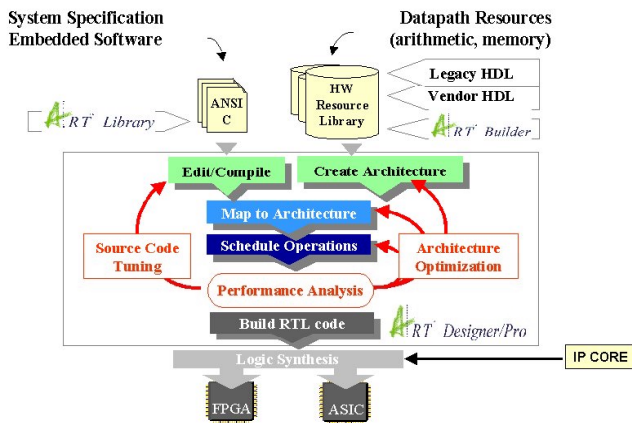 System Specification
Embedded Software
Datapath Resources
(arithmetic, memory)
ANSI
C
HW
Resource
Library
Legacy HDL
Vendor HDL
ART Library
ART Builder
Edit/Compile
Create Architecture
Map to Architecture
Source Code
Tuning
Schedule Operations
Architecture
Optimization
Performance Analysis
Build RTL code
ART Designer/Pro
Logic Synthesis
IP CORE
FPGA
ASIC